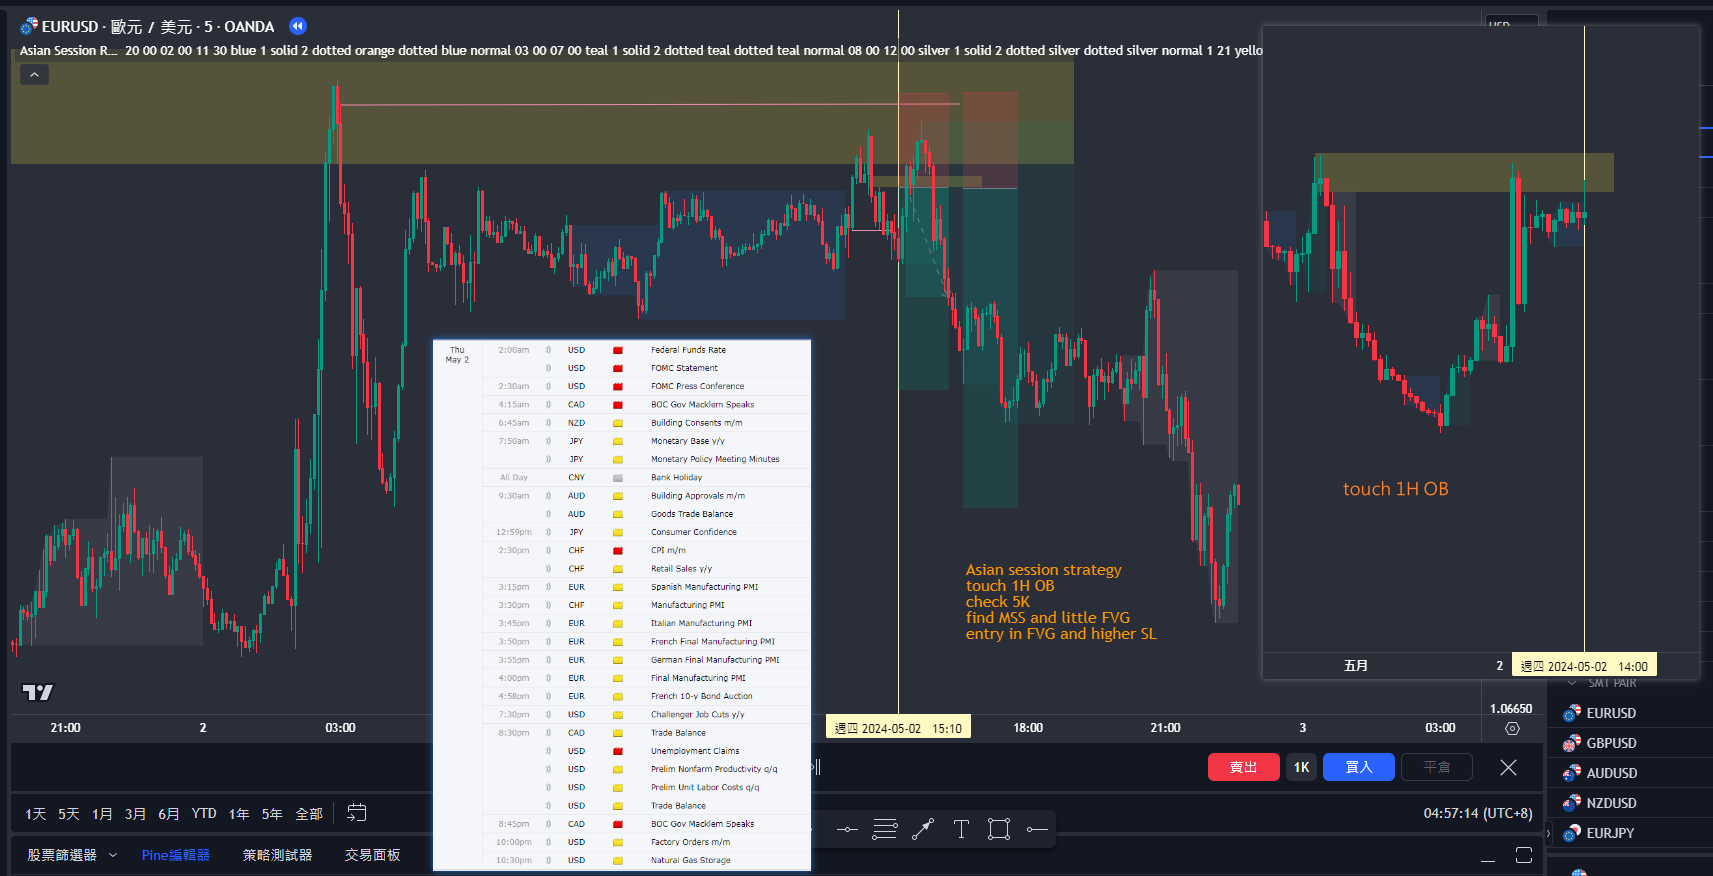 EURUSD · 歐元 / 美元 · 5 · OANDA
Asian Session R... 20 00 02 00 11 30 blue 1 solid 2 dotted orange dotted blue normal 03 00 07 00 teal 1 solid 2 dotted teal dotted teal normal 08 00 12 00 silver 1 solid 2 dotted silver dotted silver normal 1 21 yello
USD
touch 1H OB
五月 2 週四 2024-05-02 14:00
Thu May 2
2:00am USD Federal Funds Rate
USD FOMC Statement
2:30am USD FOMC Press Conference
4:15am CAD BOC Gov Macklem Speaks
6:45am NZD Building Consents m/m
7:50am JPY Monetary Base y/y
JPY Monetary Policy Meeting Minutes
All Day CNY Bank Holiday
9:30am AUD Building Approvals m/m
AUD Goods Trade Balance
12:59pm JPY Consumer Confidence
2:30pm CHF CPI m/m
CHF Retail Sales y/y
3:15pm EUR Spanish Manufacturing PMI
3:30pm CHF Manufacturing PMI
3:45pm EUR Italian Manufacturing PMI
3:50pm EUR French Final Manufacturing PMI
3:55pm EUR German Final Manufacturing PMI
4:00pm EUR Final Manufacturing PMI
4:58pm EUR French 10-y Bond Auction
7:30pm USD Challenger Job Cuts y/y
8:30pm CAD Trade Balance
USD Unemployment Claims
USD Prelim Nonfarm Productivity q/q
USD Prelim Unit Labor Costs q/q
USD Trade Balance
8:45pm CAD BOC Gov Macklem Speaks
10:00pm USD Factory Orders m/m
10:30pm USD Natural Gas Storage
Asian session strategy
touch 1H OB
check 5K
find MSS and little FVG
entry in FVG and higher SL
SMT PAIR
1.06650
21:00 2 03:00 週四 2024-05-02 15:10 18:00 21:00 3 03:00
EURUSD
GBPUSD
AUDUSD
NZDUSD
EURJPY
賣出 1K 買入 平倉
1天 5天 1月 3月 6月 YTD 1年 5年 全部
04:57:14 (UTC+8)
股票篩選器 Pine編輯器 策略測試器 交易面板